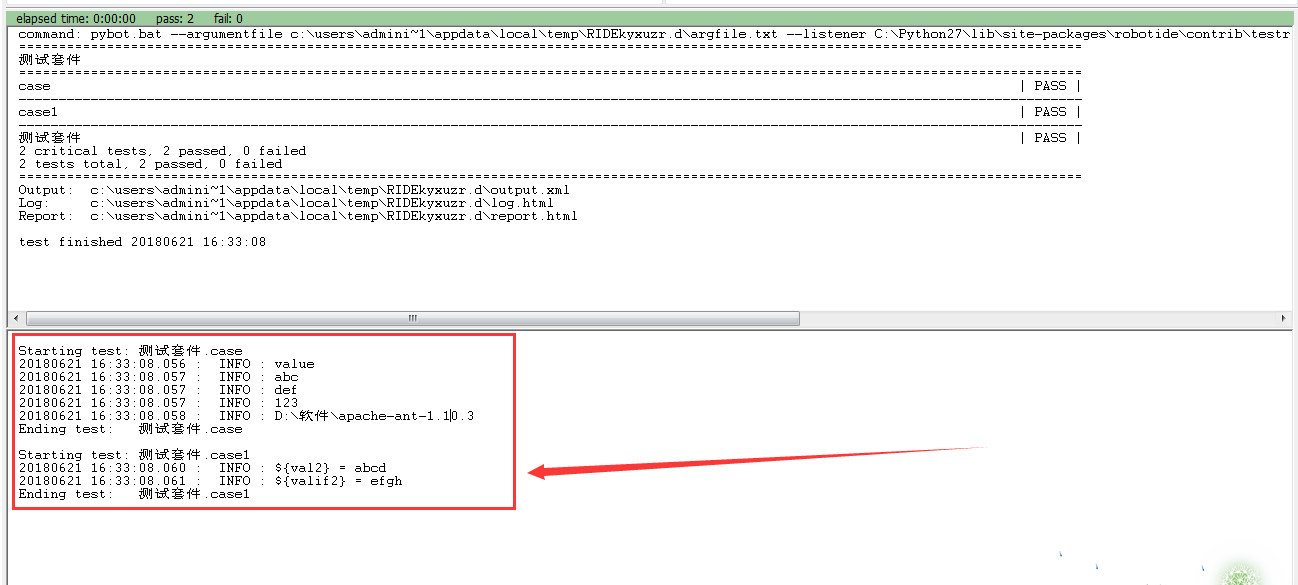 elapsed time: 0:00:00 pass: 2 fail: 0
command: pybot.bat --argumentfile c:\users\admini~1\appdata\local\temp\RIDEkyxuzr.d\argfile.txt --listener C:\Python27\lib\site-packages\robotide\contrib\testr
==============================================================================
测试套件
==============================================================================
case | PASS |
------------------------------------------------------------------------------
case1 | PASS |
------------------------------------------------------------------------------
测试套件 | PASS |
2 critical tests, 2 passed, 0 failed
2 tests total, 2 passed, 0 failed
==============================================================================
Output: c:\users\admini~1\appdata\local\temp\RIDEkyxuzr.d\output.xml
Log: c:\users\admini~1\appdata\local\temp\RIDEkyxuzr.d\log.html
Report: c:\users\admini~1\appdata\local\temp\RIDEkyxuzr.d\report.html
test finished 20180621 16:33:08
Starting test: 测试套件.case
20180621 16:33:08.056 : INFO : value
20180621 16:33:08.057 : INFO : abc
20180621 16:33:08.057 : INFO : def
20180621 16:33:08.057 : INFO : 123
20180621 16:33:08.058 : INFO : D:\软件\apache-ant-1.10.3
Ending test: 测试套件.case
Starting test: 测试套件.case1
20180621 16:33:08.060 : INFO : ${val2} = abcd
20180621 16:33:08.061 : INFO : ${valif2} = efgh
Ending test: 测试套件.case1